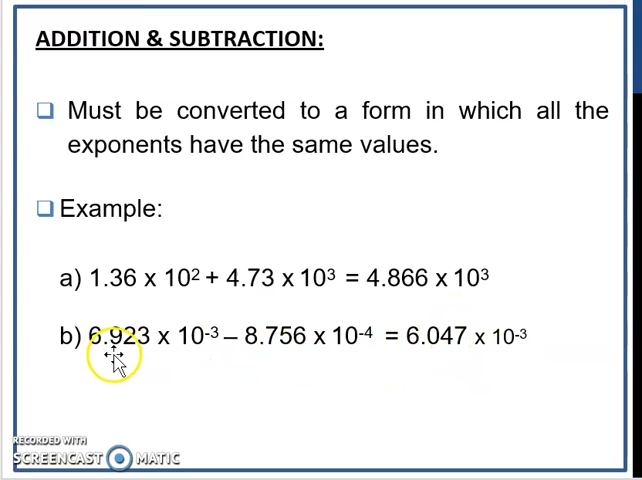 ADDITION & SUBTRACTION:
Must be converted to a form in which all the
exponents have the same values.
Example:
a) 1.36 x 10² + 4.73 x 10³ = 4.866 x 10³
b) 6.923 x 10⁻³ – 8.756 x 10⁻⁴ = 6.047 x 10⁻³
RECORDED WITH
SCREENCAST MATIC